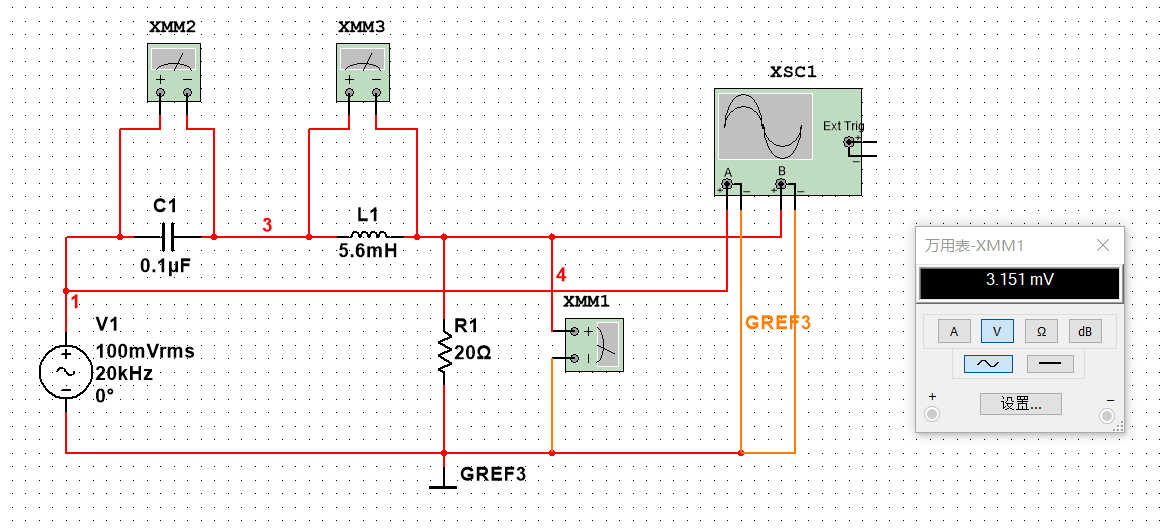 XMM2
XMM3
XSC1
+ −
+ −
Ext Trig
+
−
A
B
+ −
+ −
C1
3
L1
0.1µF
5.6mH
1
4
万用表-XMM1
3.151 mV
A
V
Ω
dB
设置...
+
−
XMM1
+
−
GREF3
V1
100mVrms
20kHz
0°
+
−
R1
20Ω
GREF3